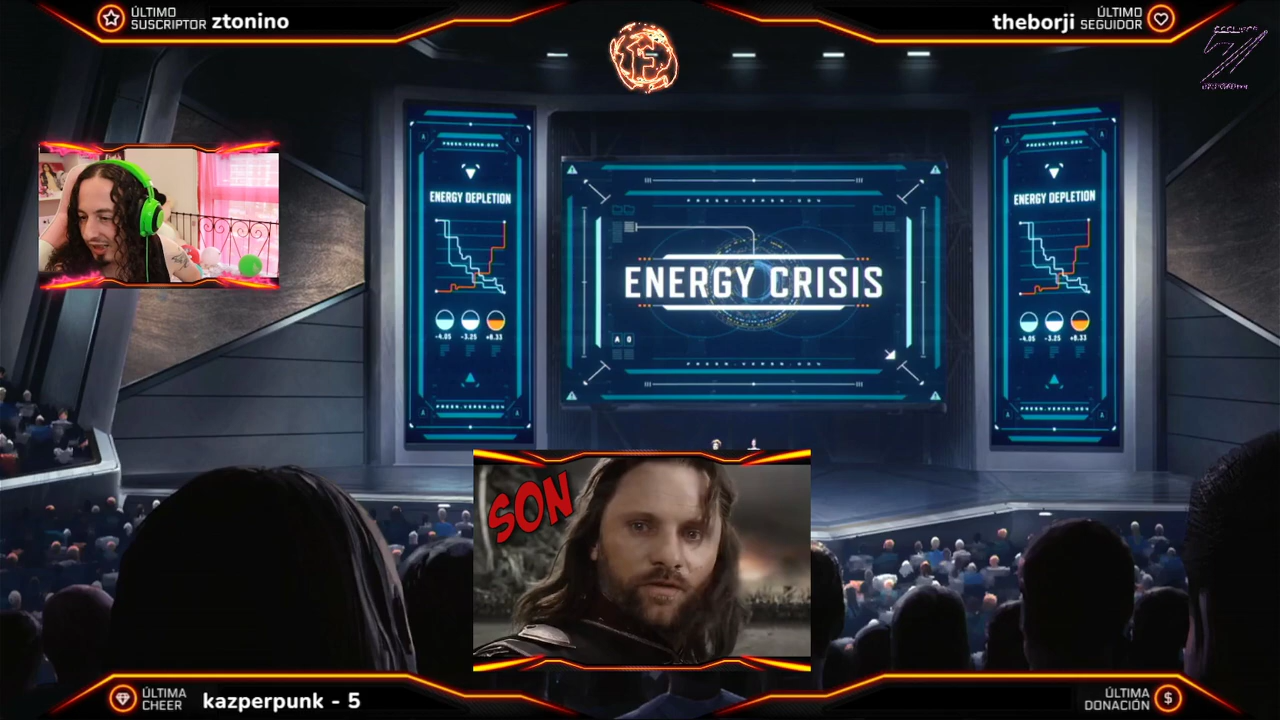 ÚLTIMO
SUSCRIPTOR ztonino
theborji ÚLTIMO
SEGUIDOR
ENERGY DEPLETION
-4.05 -3.25 +8.33
ENERGY CRISIS
A 0
ENERGY DEPLETION
-4.05 -3.25 +8.33
SON
ÚLTIMA
CHEER kazperpunk - 5
ÚLTIMA
DONACIÓN $